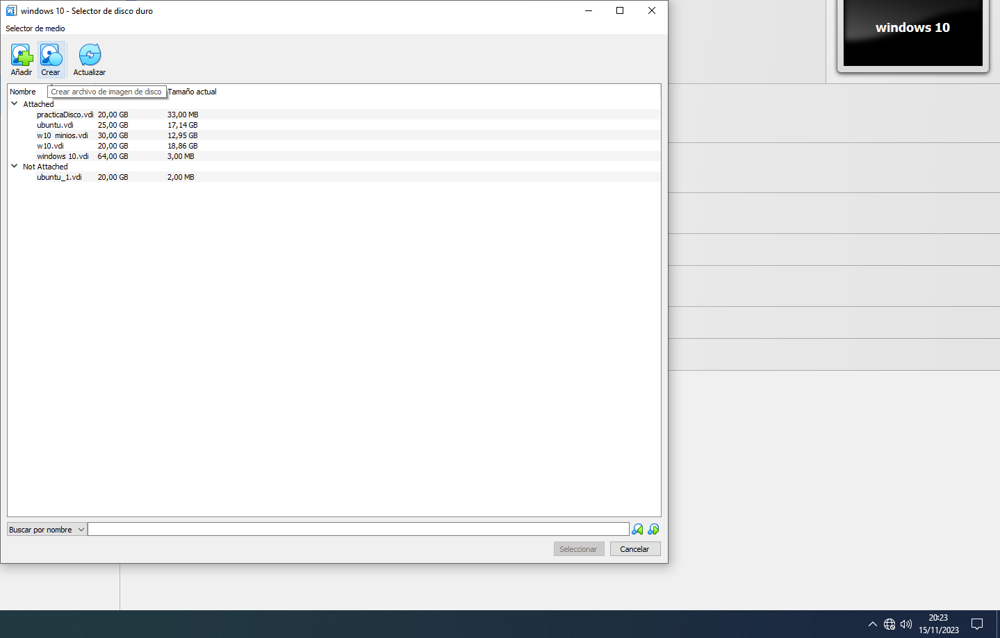 windows 10 - Selector de disco duro
Selector de medio
windows 10
Añadir Crear Actualizar
Nombre Crear archivo de imagen de disco Tamaño actual
Attached
practicaDisco.vdi 20,00 GB 33,00 MB
ubuntu.vdi 25,00 GB 17,14 GB
w10 minios.vdi 30,00 GB 12,95 GB
w10.vdi 20,00 GB 18,86 GB
windows 10.vdi 64,00 GB 3,00 MB
Not Attached
ubuntu_1.vdi 20,00 GB 2,00 MB
Buscar por nombre
Seleccionar Cancelar
20:23
15/11/2023